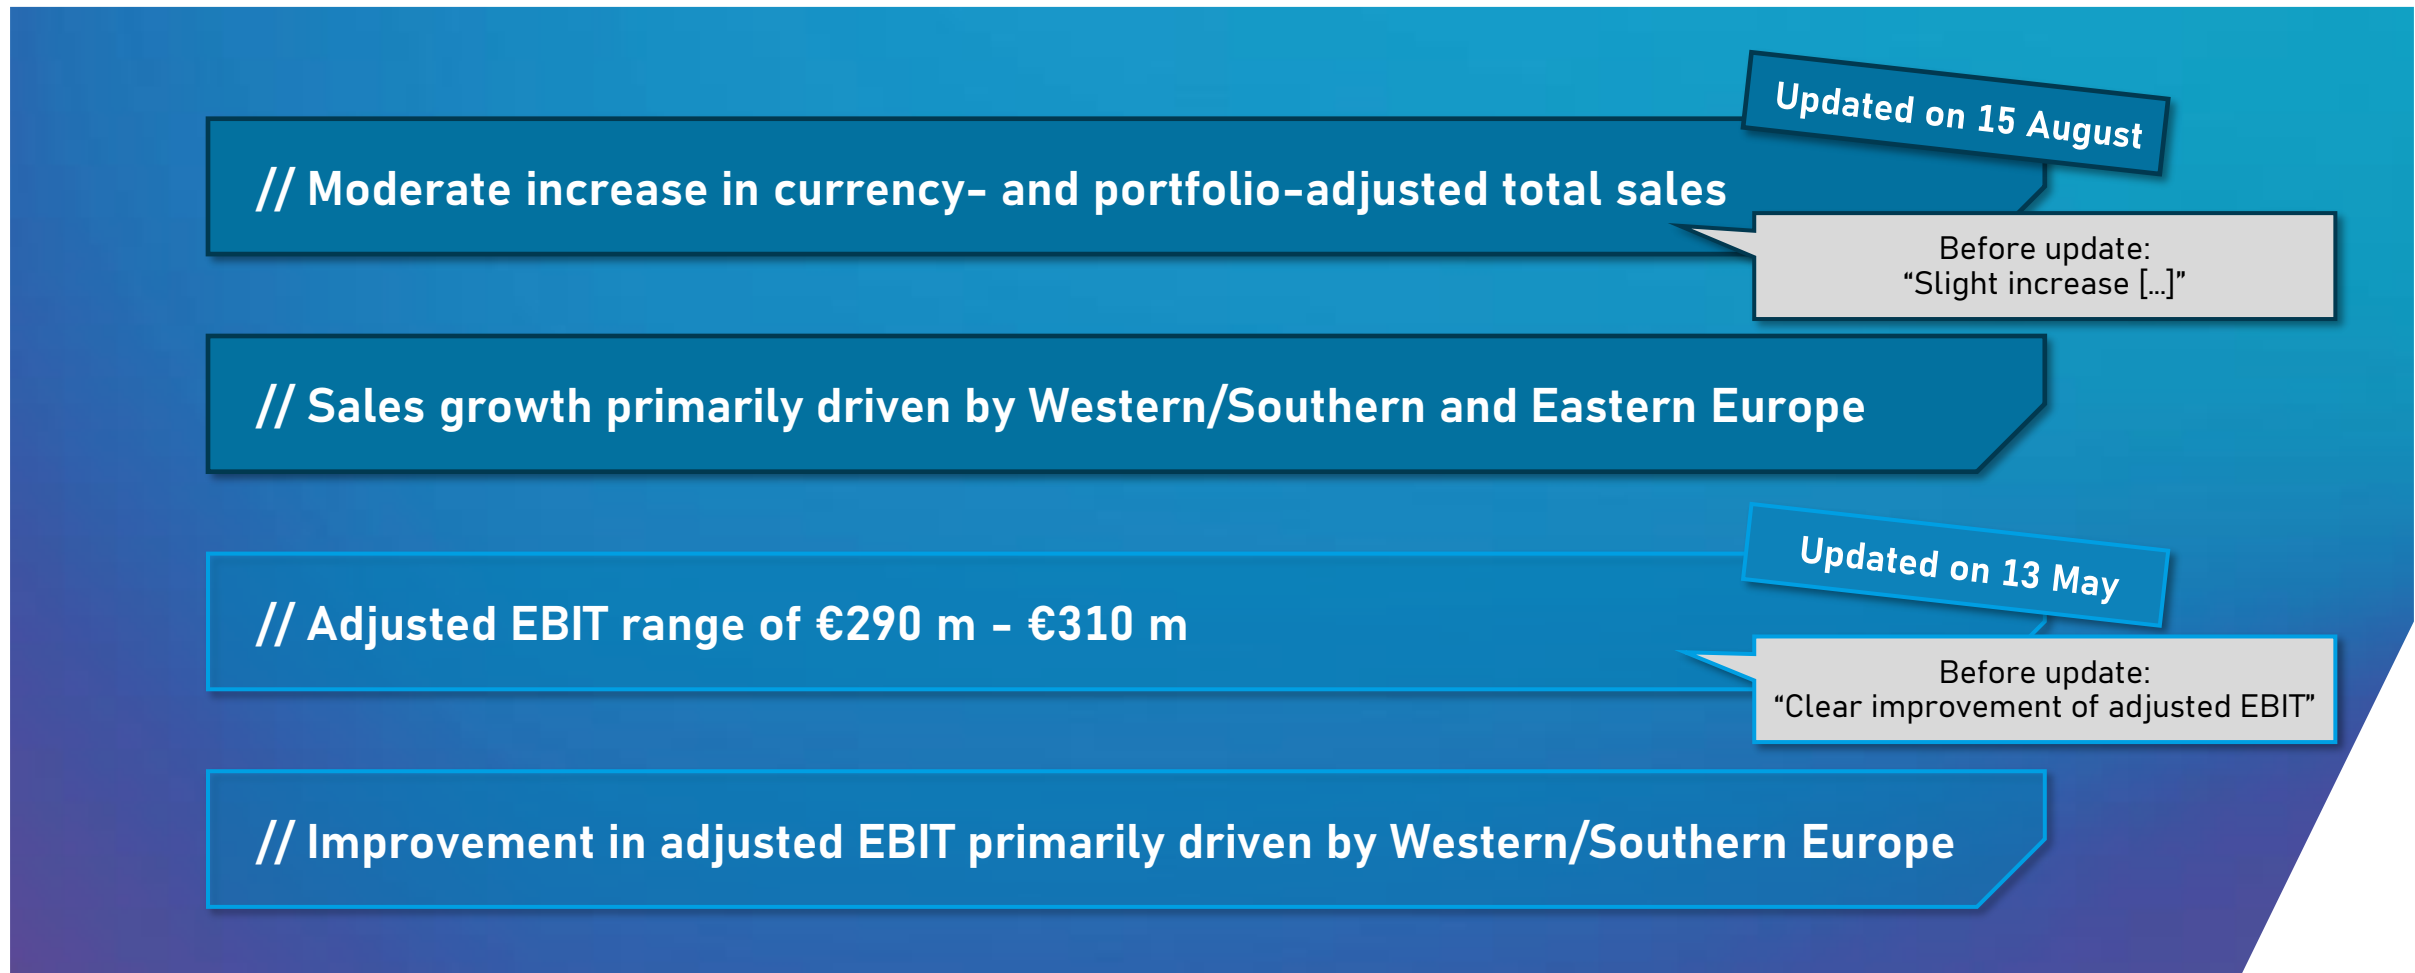 Updated on 15 August
// Moderate increase in currency- and portfolio-adjusted total sales
Before update:
“Slight increase […]”
// Sales growth primarily driven by Western/Southern and Eastern Europe
Updated on 13 May
// Adjusted EBIT range of €290 m - €310 m
Before update:
“Clear improvement of adjusted EBIT”
// Improvement in adjusted EBIT primarily driven by Western/Southern Europe